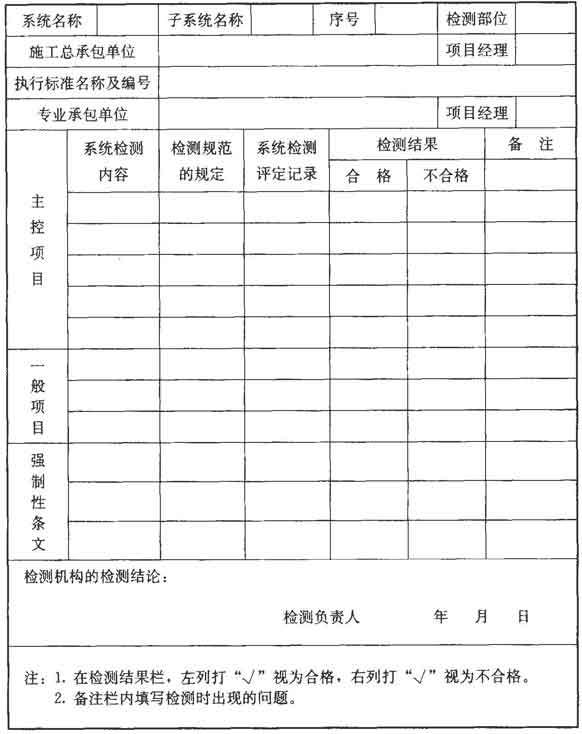 系统名称 子系统名称 序号 检测部位
施工总承包单位 项目经理
执行标准名称及编号
专业承包单位 项目经理
主控项目 系统检测内容 检测规范的规定 系统检测评定记录 检测结果 备 注
合 格 不合格
一般项目
强制性条文
检测机构的检测结论：
检测负责人 年 月 日
注：1. 在检测结果栏，左列打“√”视为合格，右列打“√”视为不合格。
2. 备注栏内填写检测时出现的问题。